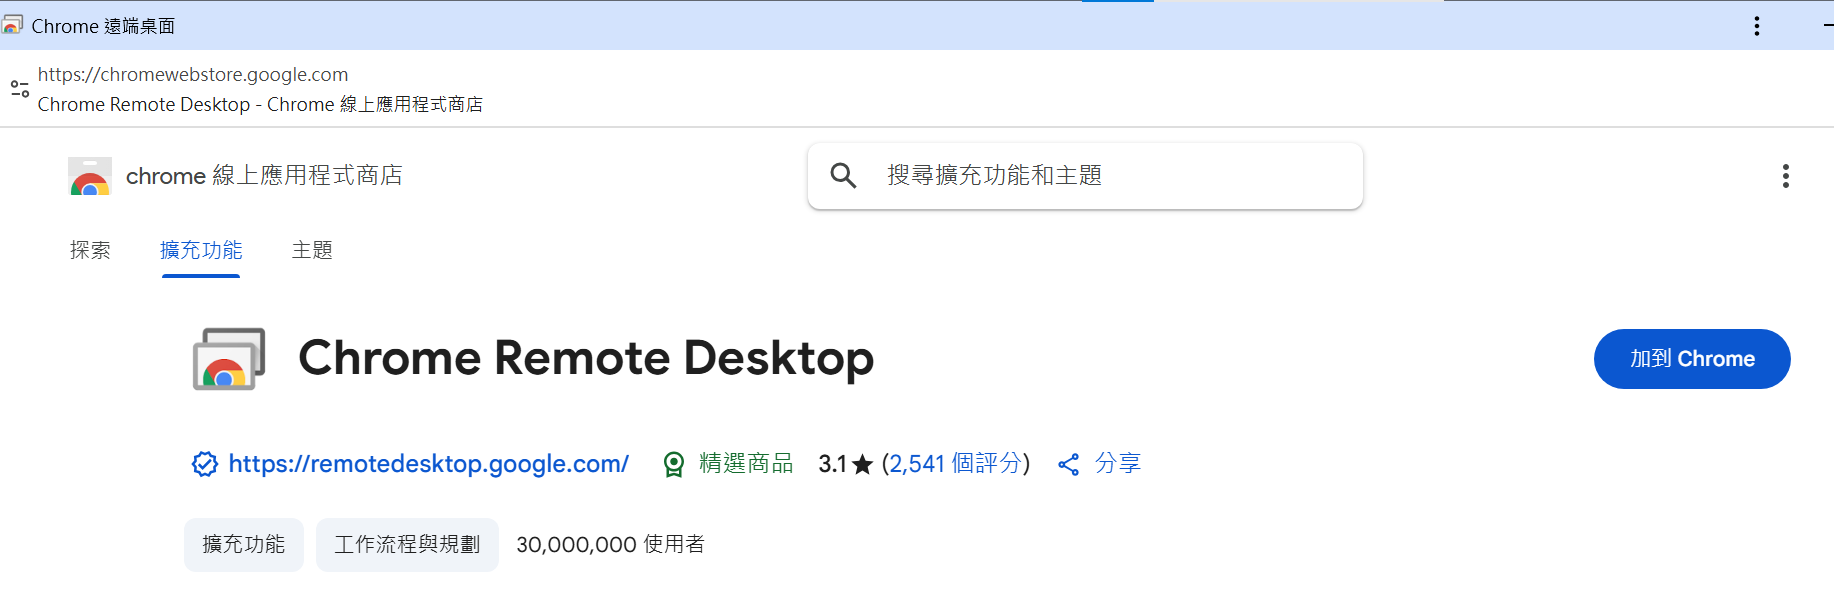 Chrome 遠端桌面
https://chromewebstore.google.com
Chrome Remote Desktop - Chrome 線上應用程式商店
chrome 線上應用程式商店
搜尋擴充功能和主題
探索 擴充功能 主題
Chrome Remote Desktop
加到 Chrome
https://remotedesktop.google.com/ 精選商品 3.1★ (2,541 個評分) 分享
擴充功能 工作流程與規劃 30,000,000 使用者